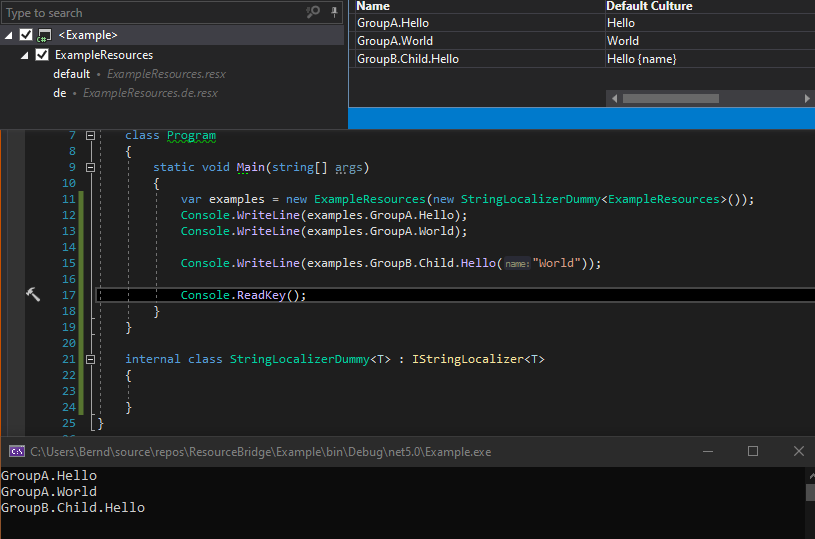 Type to search
<Example>
ExampleResources
default • ExampleResources.resx
de • ExampleResources.de.resx
Name Default Culture
GroupA.Hello Hello
GroupA.World World
GroupB.Child.Hello Hello {name}
7 class Program
8 {
9 static void Main(string[] args)
10 {
11 var examples = new ExampleResources(new StringLocalizerDummy<ExampleResources>());
12 Console.WriteLine(examples.GroupA.Hello);
13 Console.WriteLine(examples.GroupA.World);
14
15 Console.WriteLine(examples.GroupB.Child.Hello(name:"World"));
16
17 Console.ReadKey();
18 }
19 }
20
21 internal class StringLocalizerDummy<T> : IStringLocalizer<T>
22 {
23
24 }
25 }
C:\Users\Bernd\source\repos\ResourceBridge\Example\bin\Debug\net5.0\Example.exe
GroupA.Hello
GroupA.World
GroupB.Child.Hello